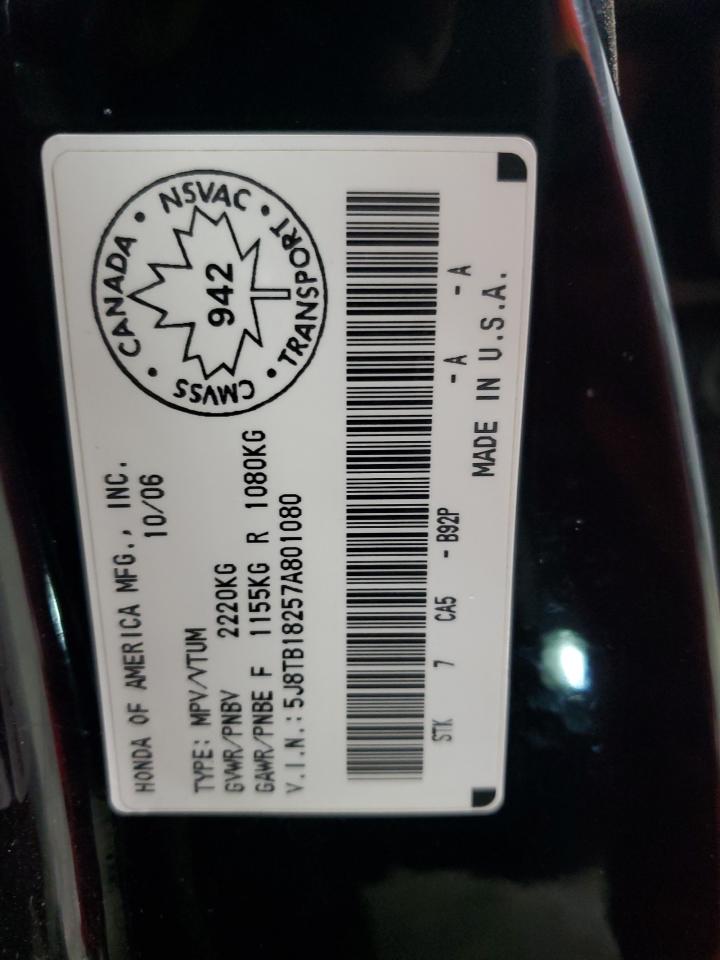 HONDA OF AMERICA MFG., INC.
10/06
TYPE: MPV/VTUM
GVWR/PNBV 2220KG
GAWR/PNBE F 1155KG R 1080KG
V.I.N.: 5J8TB18257A801080
CANADA • NSVAC • TRANSPORT • CMVSS •
942
STK 7 CA5 - B92P - A - A
MADE IN U.S.A.